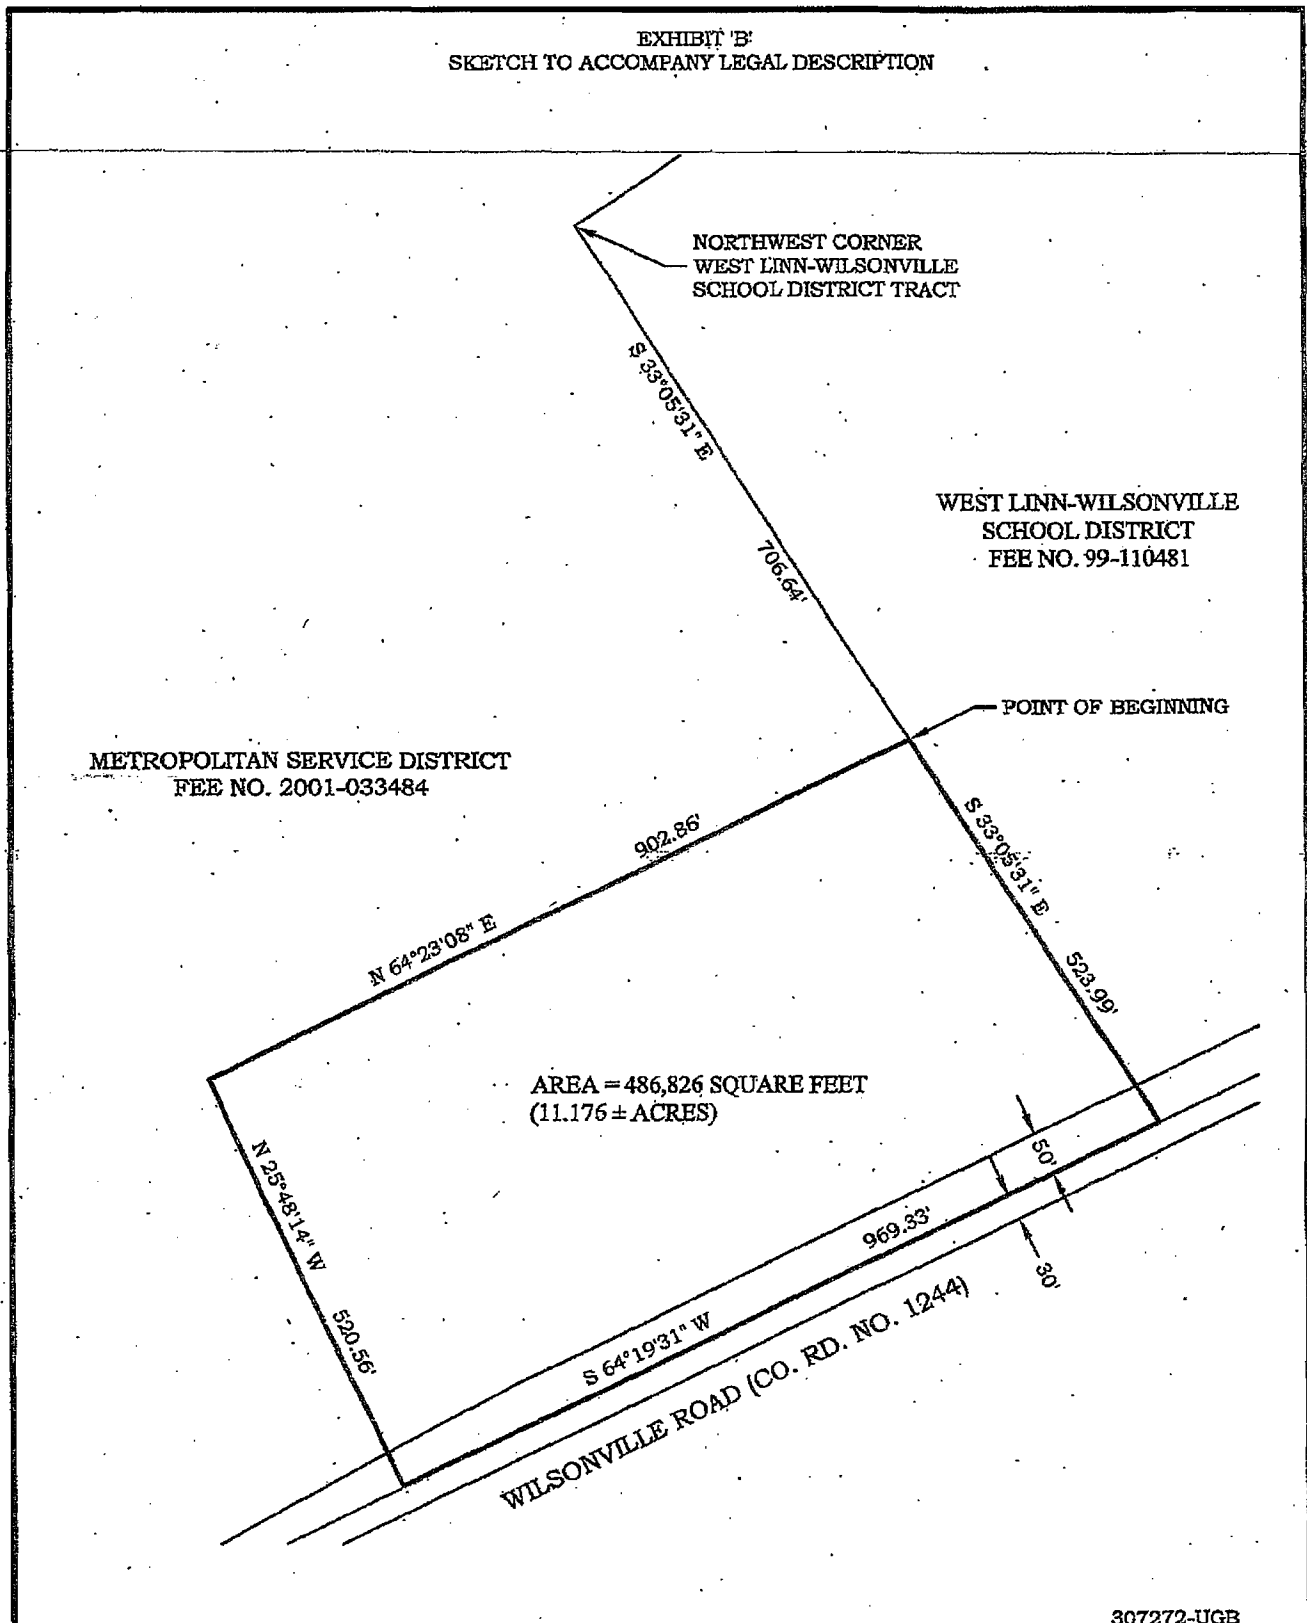 EXHIBIT 'B'
SKETCH TO ACCOMPANY LEGAL DESCRIPTION
NORTHWEST CORNER
WEST LINN-WILSONVILLE
SCHOOL DISTRICT TRACT
S 33°05'31" E
706.64'
WEST LINN-WILSONVILLE
SCHOOL DISTRICT
FEE NO. 99-110481
POINT OF BEGINNING
METROPOLITAN SERVICE DISTRICT
FEE NO. 2001-033484
902.86'
N 64°23'08" E
S 33°05'31" E
523.99'
AREA = 486,826 SQUARE FEET
(11.176 ± ACRES)
N 25°48'14" W
520.56'
50'
969.33'
30'
S 64°19'31" W
WILSONVILLE ROAD (CO. RD. NO. 1244)
307272-UGB